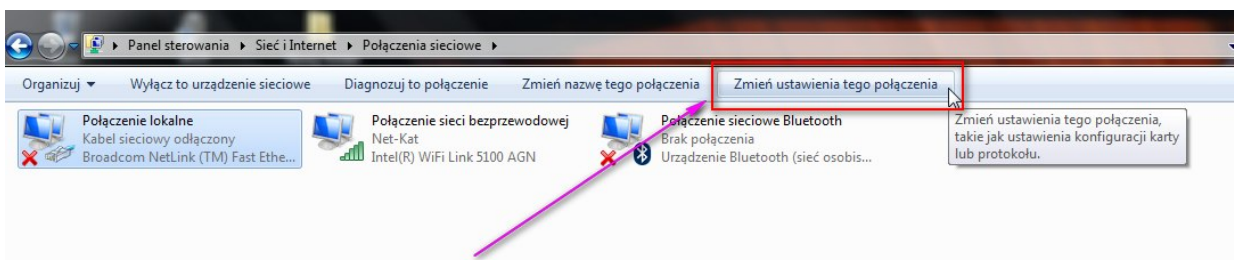 Panel sterowania ▸ Sieć i Internet ▸ Połączenia sieciowe ▸
Organizuj ▾ Wyłącz to urządzenie sieciowe Diagnozuj to połączenie Zmień nazwę tego połączenia Zmień ustawienia tego połączenia
Połączenie lokalne
Kabel sieciowy odłączony
Broadcom NetLink (TM) Fast Ethe...
Połączenie sieci bezprzewodowej
Net-Kat
Intel(R) WiFi Link 5100 AGN
Połączenie sieciowe Bluetooth
Brak połączenia
Urządzenie Bluetooth (sieć osobis...
Zmień ustawienia tego połączenia,
takie jak ustawienia konfiguracji karty
lub protokołu.